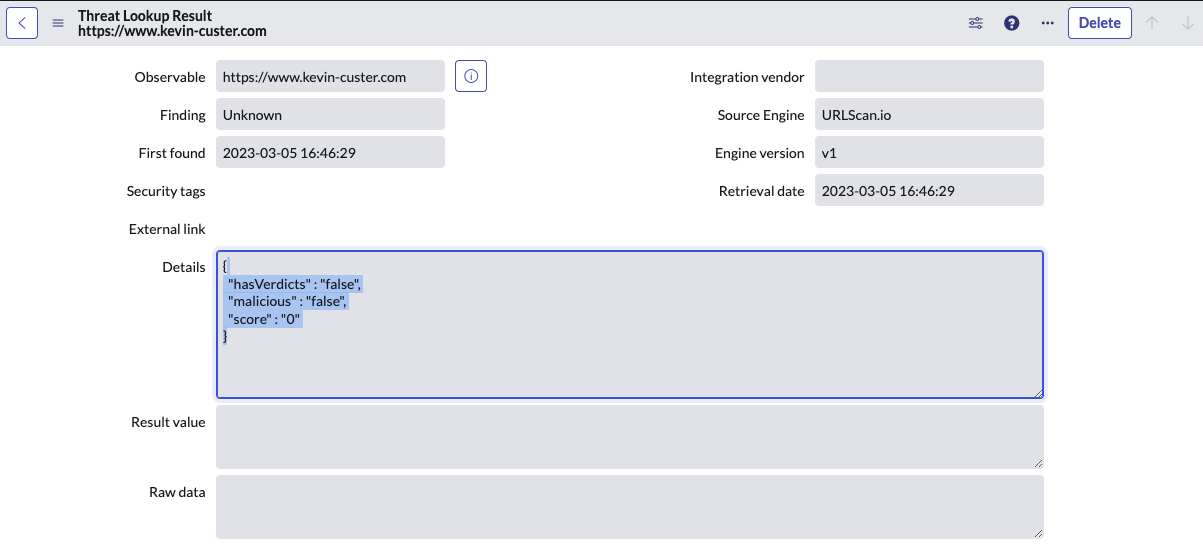 Threat Lookup Result
https://www.kevin-custer.com
Delete
Observable
https://www.kevin-custer.com
Integration vendor
Finding
Unknown
Source Engine
URLScan.io
First found
2023-03-05 16:46:29
Engine version
v1
Security tags
Retrieval date
2023-03-05 16:46:29
External link
Details
{
"hasVerdicts" : "false",
"malicious" : "false",
"score" : "0"
}
Result value
Raw data